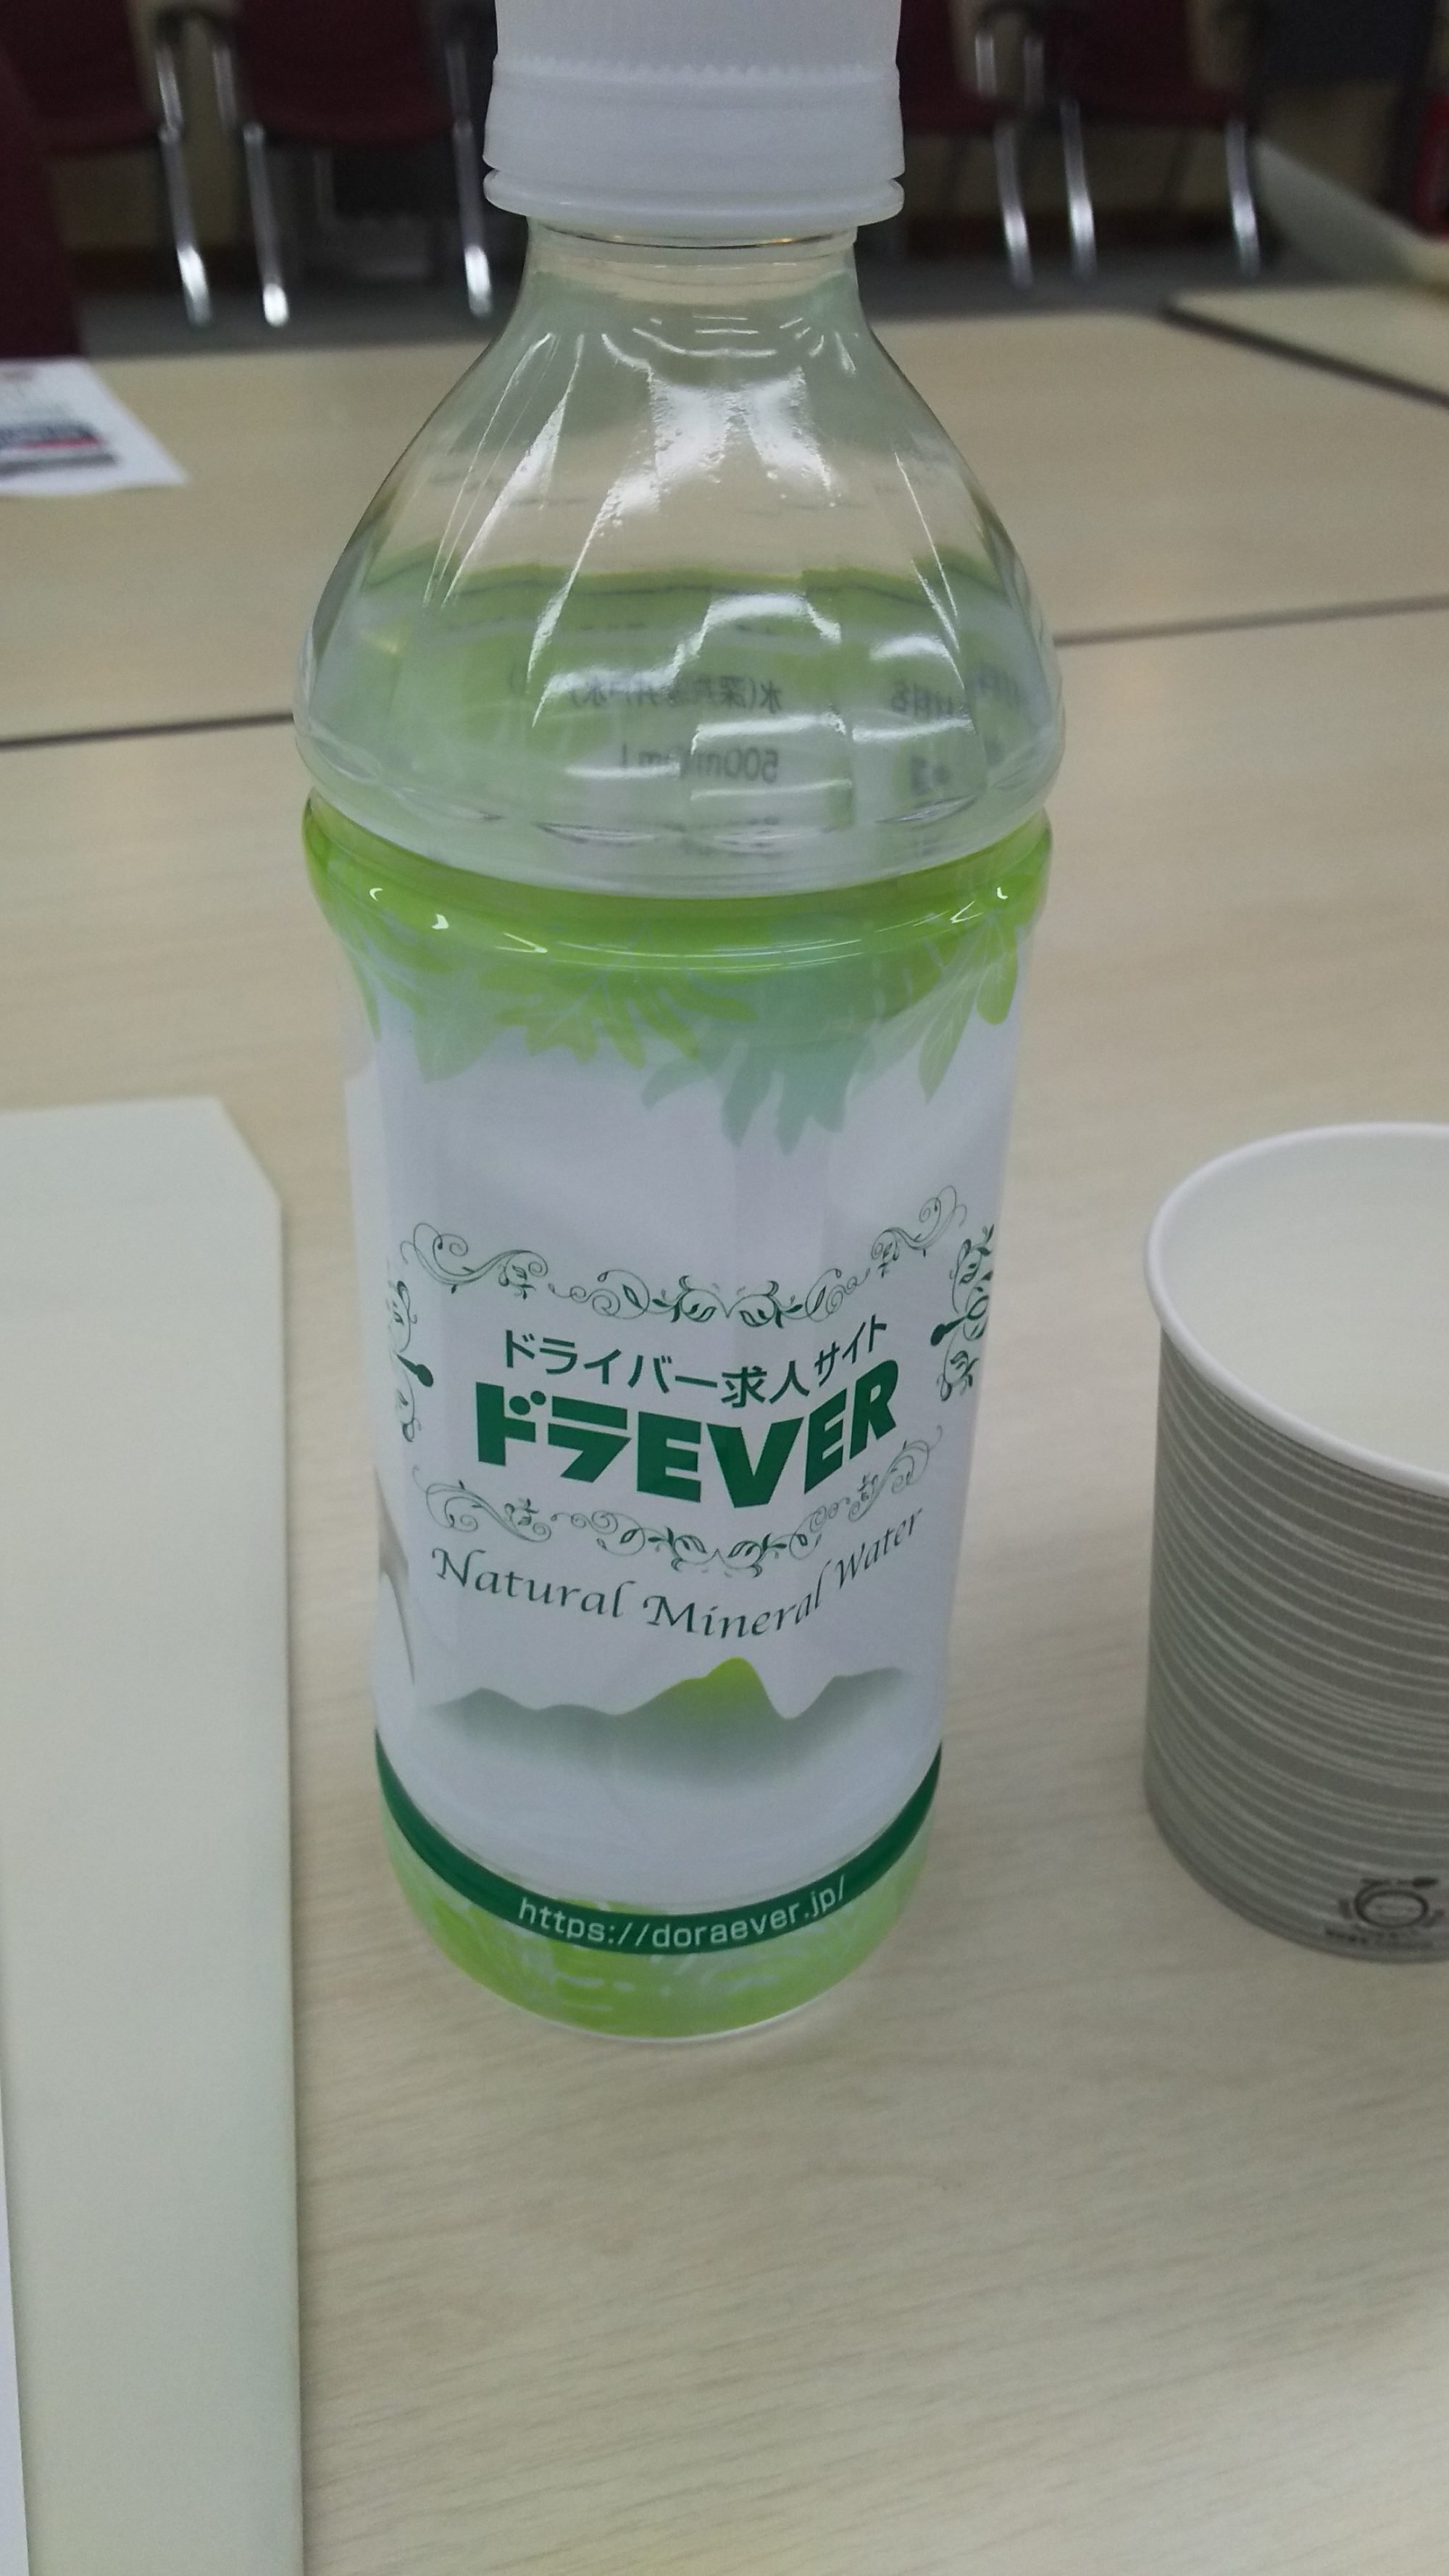 500ml
ドライバー求人サイト
ドラEVER
Natural Mineral Water
https://doraever.jp/